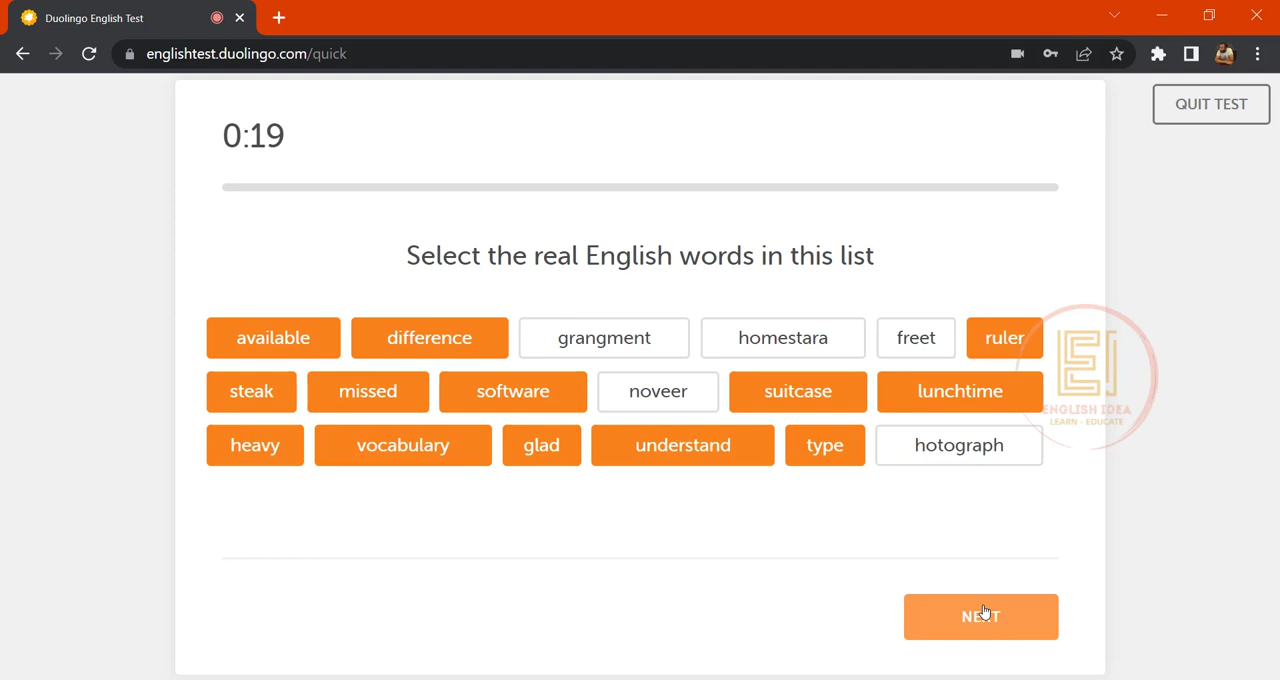 Duolingo English Test
englishtest.duolingo.com/quick
QUIT TEST
0:19
Select the real English words in this list
available difference grangment homestara freet ruler
steak missed software noveer suitcase lunchtime
heavy vocabulary glad understand type hotograph
EI
ENGLISH IDEA
LEARN - EDUCATE
NEXT